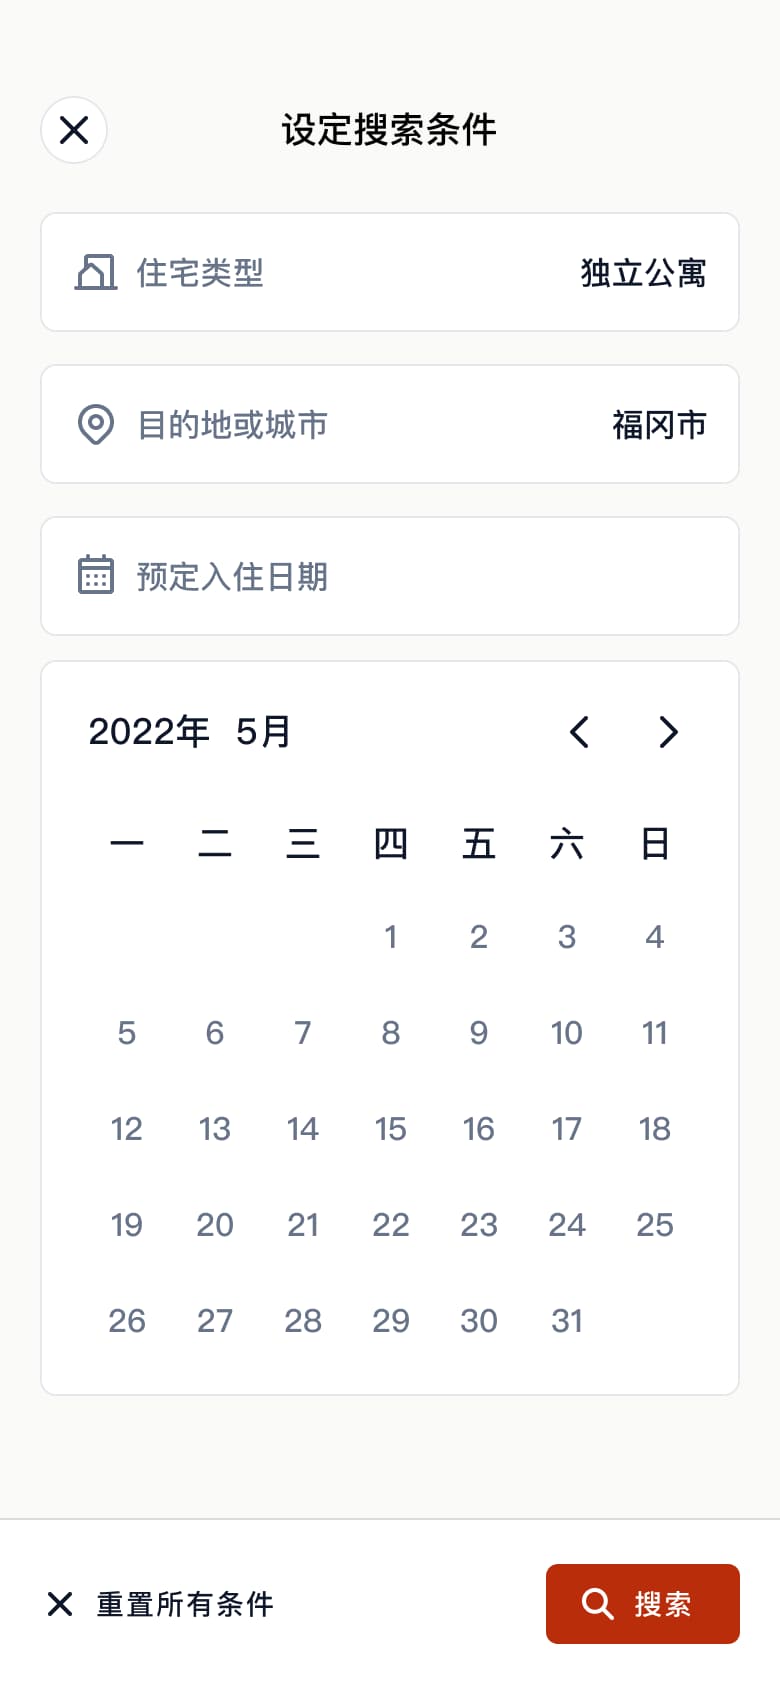 设定搜索条件
住宅类型 独立公寓
目的地或城市 福冈市
预定入住日期
2022年 5月
一 二 三 四 五 六 日
1 2 3 4
5 6 7 8 9 10 11
12 13 14 15 16 17 18
19 20 21 22 23 24 25
26 27 28 29 30 31
重置所有条件 搜索